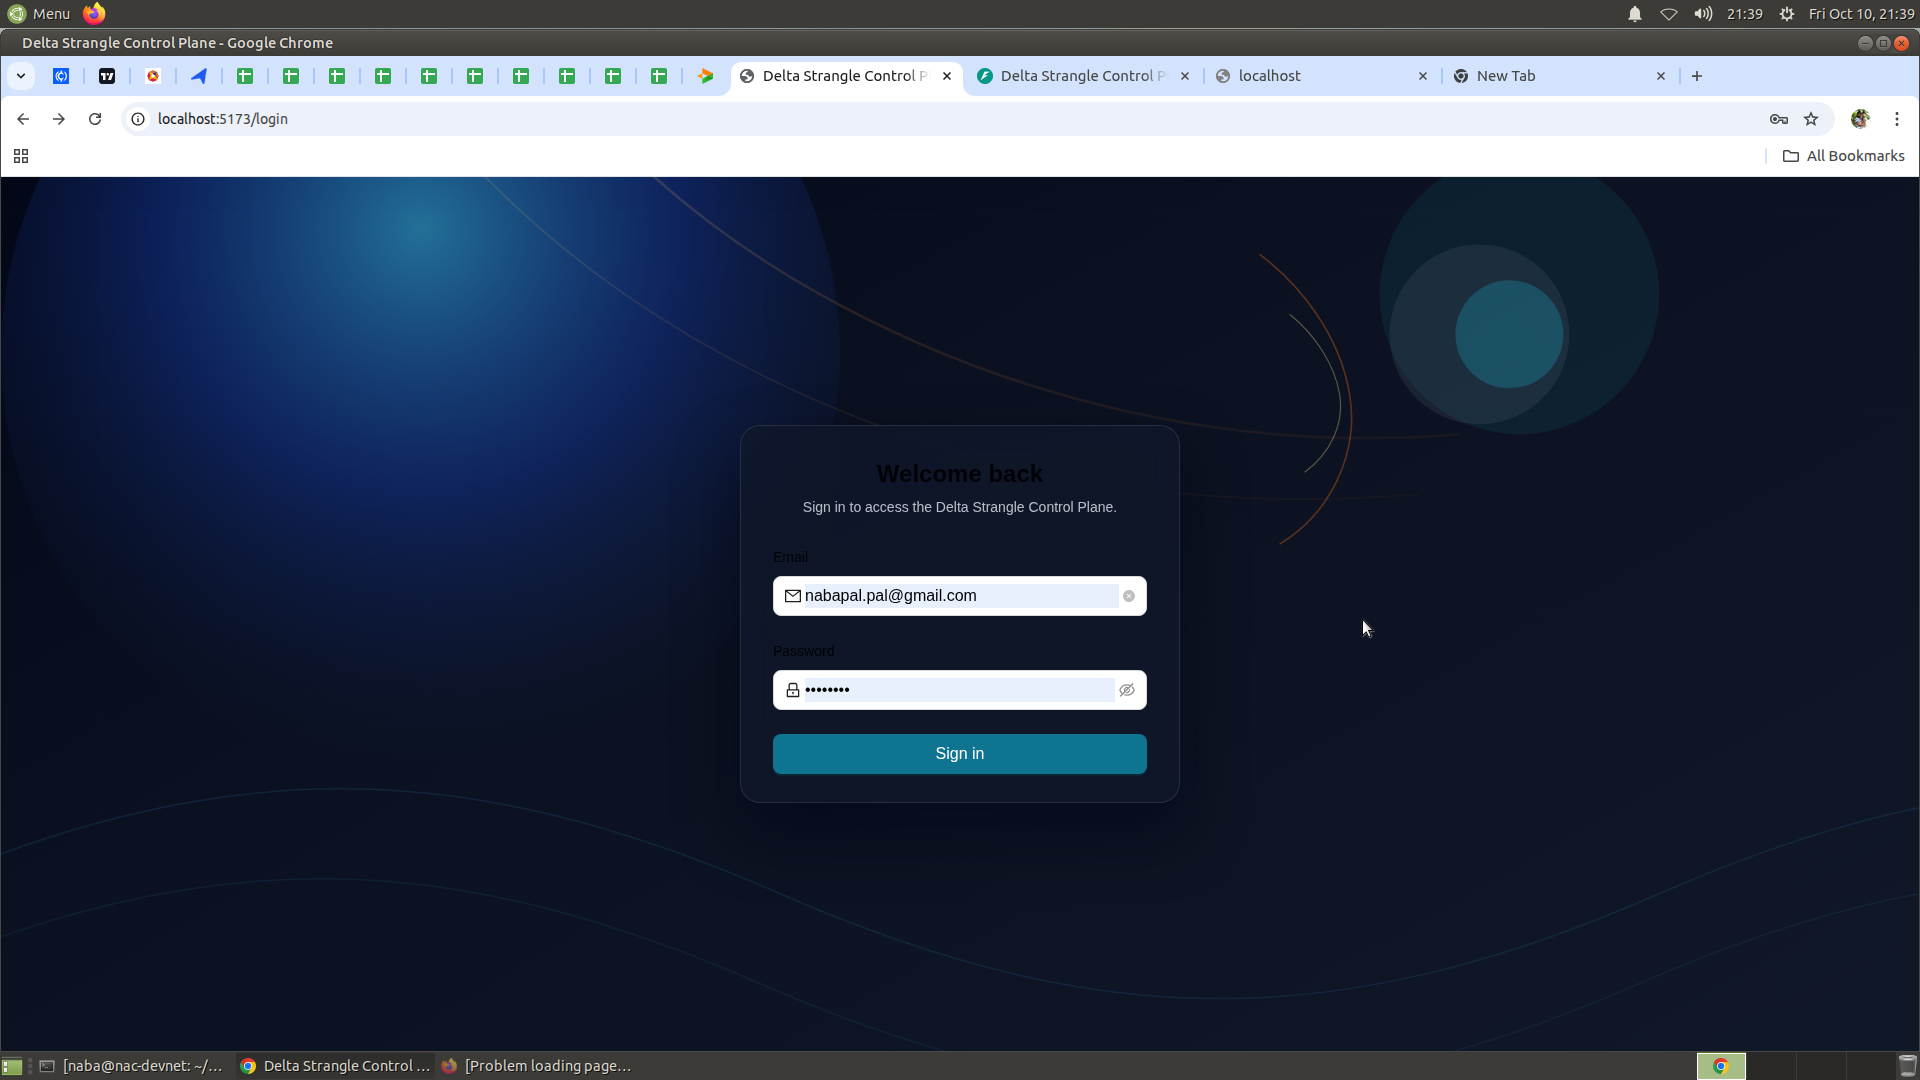 Menu
21:39
Fri Oct 10, 21:39
Delta Strangle Control Plane - Google Chrome
Delta Strangle Control P
Delta Strangle Control P
localhost
New Tab
localhost:5173/login
All Bookmarks
Welcome back
Sign in to access the Delta Strangle Control Plane.
Email
nabapal.pal@gmail.com
Password
••••••••
Sign in
[naba@nac-devnet: ~/...
Delta Strangle Control ...
[Problem loading page...